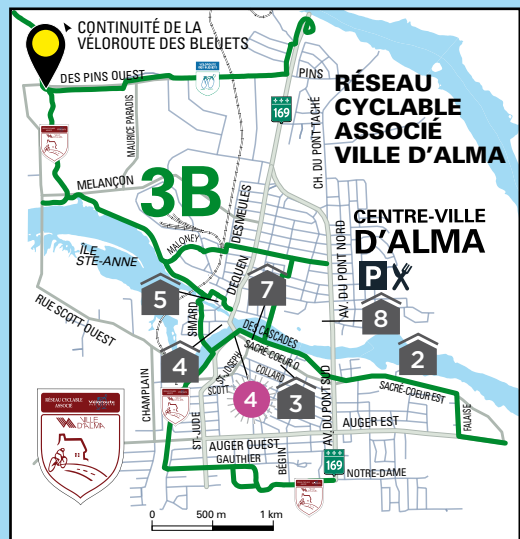 CONTINUITÉ DE LA
VÉLOROUTE DES BLEUETS
DES PINS OUEST
PINS
169
RÉSEAU
CYCLABLE
ASSOCIÉ
VILLE D'ALMA
MAURICE PARADIS
CH. DU PONT TACHÉ
MELANÇON
3B
DESMEULES
CENTRE-VILLE
D'ALMA
P
ÎLE
STE-ANNE
MALONEY
DEQUEN
AV. DU PONT NORD
7
5
8
RUE SCOTT OUEST
SIMARD
DES CASCADES
4
SACRÉ-COEUR O
2
ST-JOSEPH
COLLARD
SCOTT
4
3
SACRÉ-COEUR EST
CHAMPLAIN
AV. DU PONT SUD
FALAISE
RÉSEAU CYCLABLE
ASSOCIÉ
VILLE
D'ALMA
ST-JUDE
AUGER EST
AUGER OUEST
GAUTHIER
BÉGIN
169
NOTRE-DAME
0 500 m 1 km